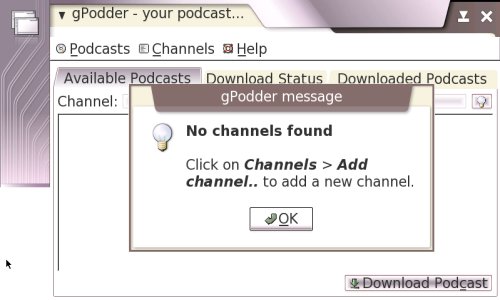 gPodder - your podcast...
Podcasts Channels Help
Available Podcasts Download Status Downloaded Podcasts
Channel:
gPodder message
No channels found
Click on Channels > Add
channel.. to add a new channel.
OK
Download Podcast